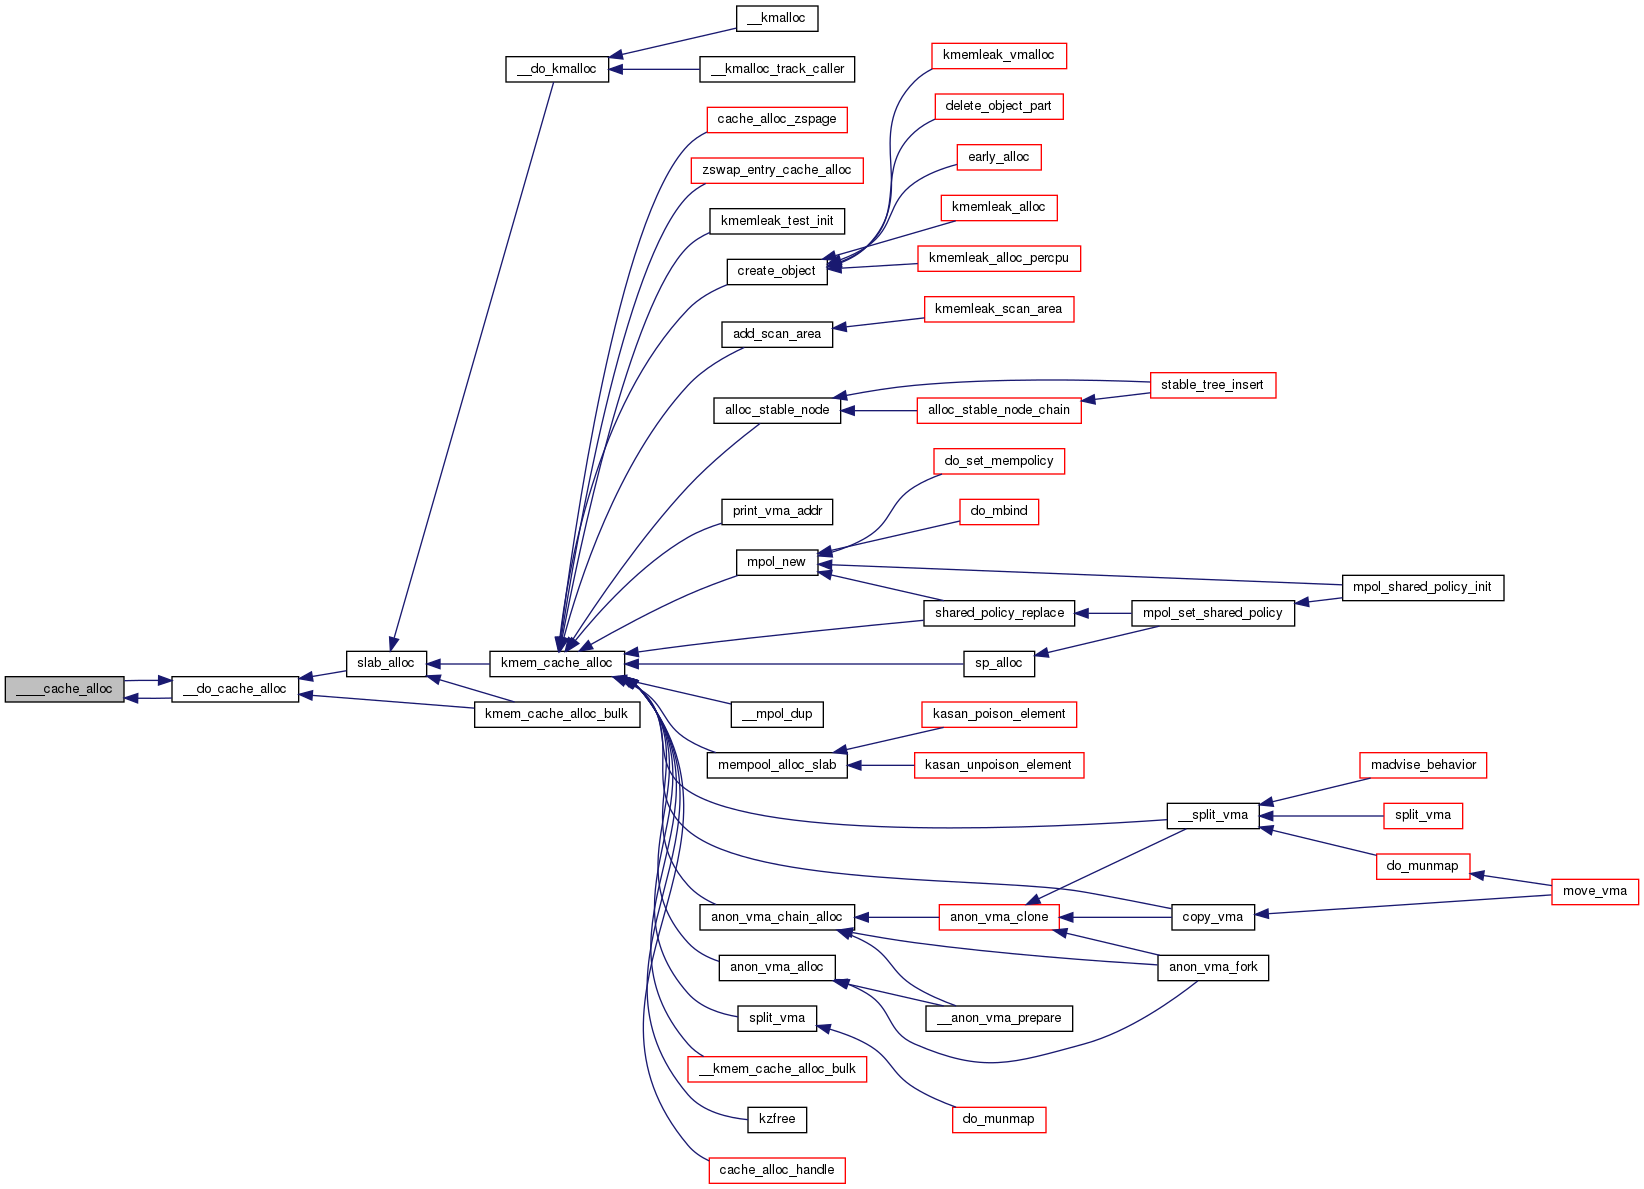 __kmalloc
__do_kmalloc
__kmalloc_track_caller
kmemleak_vmalloc
cache_alloc_zspage
delete_object_part
zswap_entry_cache_alloc
early_alloc
kmemleak_test_init
kmemleak_alloc
create_object
kmemleak_alloc_percpu
add_scan_area
kmemleak_scan_area
alloc_stable_node
alloc_stable_node_chain
stable_tree_insert
do_set_mempolicy
print_vma_addr
do_mbind
mpol_new
mpol_shared_policy_init
shared_policy_replace
mpol_set_shared_policy
slab_alloc
kmem_cache_alloc
sp_alloc
____cache_alloc
__do_cache_alloc
kmem_cache_alloc_bulk
__mpol_dup
kasan_poison_element
mempool_alloc_slab
kasan_unpoison_element
madvise_behavior
__split_vma
split_vma
do_munmap
move_vma
anon_vma_chain_alloc
anon_vma_clone
copy_vma
anon_vma_alloc
anon_vma_fork
split_vma
__anon_vma_prepare
__kmem_cache_alloc_bulk
kzfree
do_munmap
cache_alloc_handle